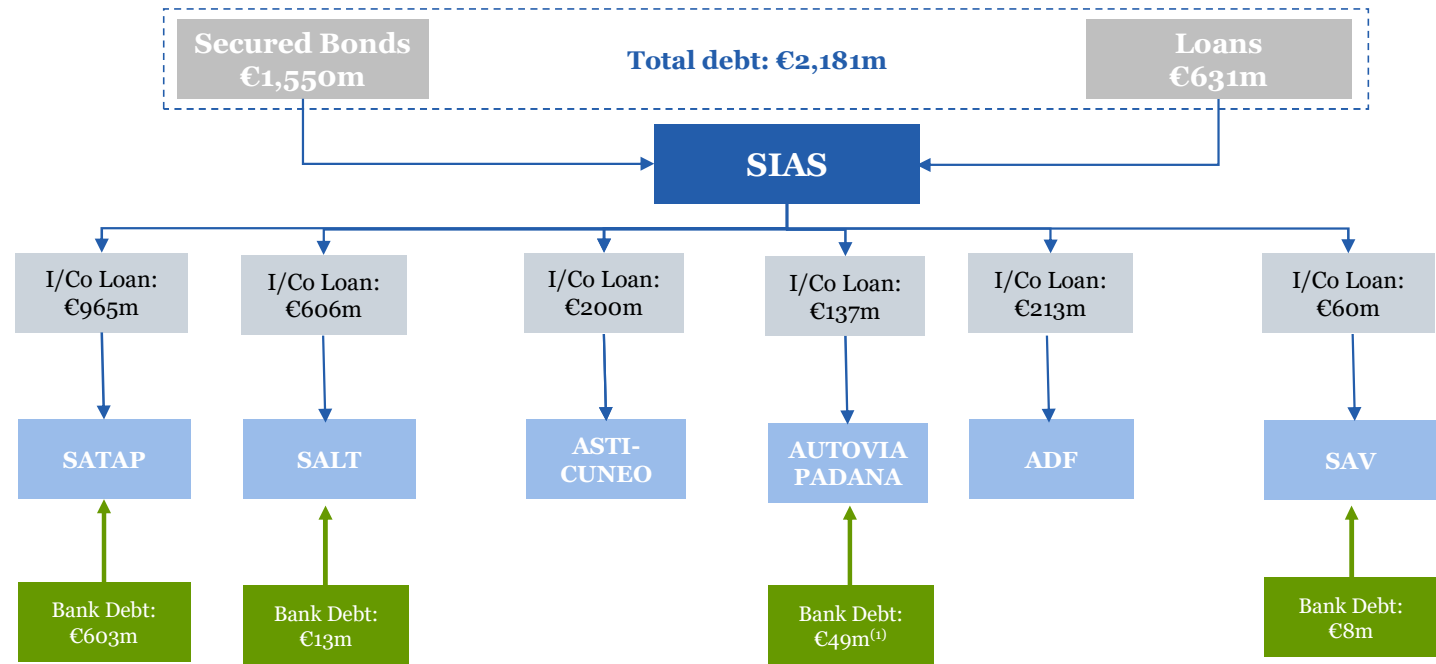 Secured Bonds
€1,550m
Total debt: €2,181m
Loans
€631m
SIAS
I/Co Loan:
€965m
I/Co Loan:
€606m
I/Co Loan:
€200m
I/Co Loan:
€137m
I/Co Loan:
€213m
I/Co Loan:
€60m
SATAP
SALT
ASTI-
CUNEO
AUTOVIA
PADANA
ADF
SAV
Bank Debt:
€603m
Bank Debt:
€13m
Bank Debt:
€49m(1)
Bank Debt:
€8m